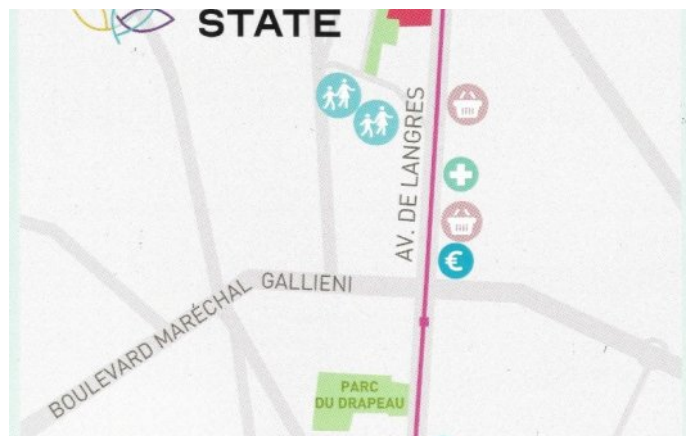 STATE
AV. DE LANGRES
€
BOULEVARD MARÉCHAL GALLIENI
PARC
DU DRAPEAU